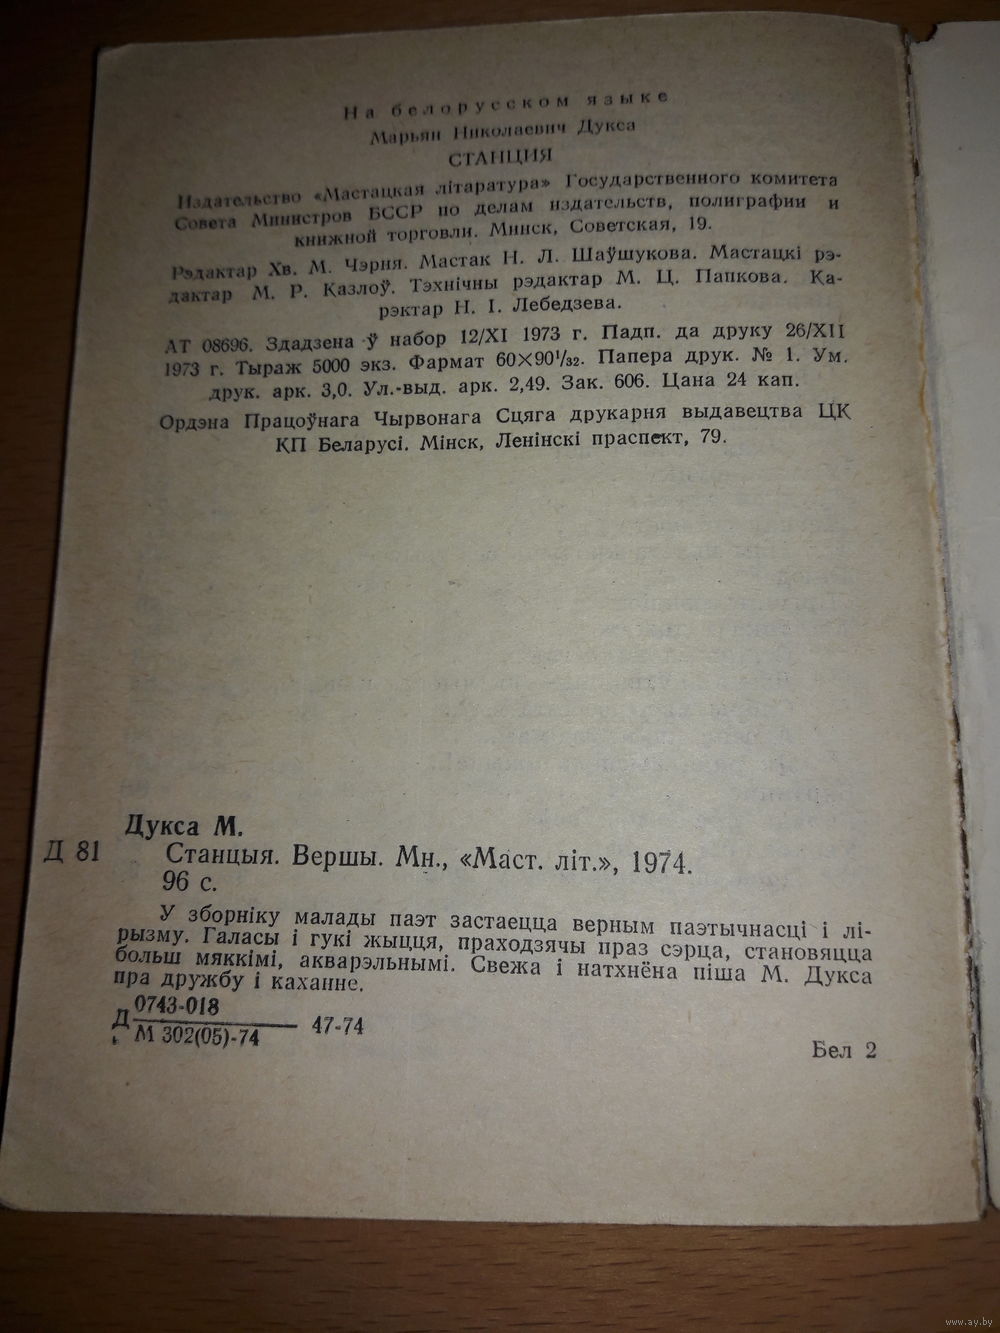 На белорусском языке
Марьян Николаевич Дукса
СТАНЦИЯ
Издательство «Мастацкая літаратура» Государственного комитета
Совета Министров БССР по делам издательств, полиграфии и
книжной торговли. Минск, Советская, 19.
Рэдактар Хв. М. Чэрня. Мастак Н. Л. Шаўшукова. Мастацкі рэ-
дактар М. Р. Казлоў. Тэхнічны рэдактар М. Ц. Папкова. Ка-
рэктар Н. І. Лебедзева.
АТ 08696. Здадзена ў набор 12/XI 1973 г. Падп. да друку 26/XII
1973 г. Тыраж 5000 экз. Фармат 60×90¹/₃₂. Папера друк. № 1. Ум.
друк. арк. 3,0. Ул.-выд. арк. 2,49. Зак. 606. Цана 24 кап.
Ордэна Працоўнага Чырвонага Сцяга друкарня выдавецтва ЦК
КП Беларусі. Мінск, Ленінскі праспект, 79.
Дукса М.
Д 81 Станцыя. Вершы. Мн., «Маст. літ.», 1974.
96 с.
У зборніку малады паэт застаецца верным паэтычнасці і лі-
рызму. Галасы і гукі жыцця, праходзячы праз сэрца, становяцца
больш мяккімі, акварэльнымі. Свежа і натхнёна піша М. Дукса
пра дружбу і каханне.
Д 0743-018
М 302(05)-74 47-74
Бел 2
www.ay.by